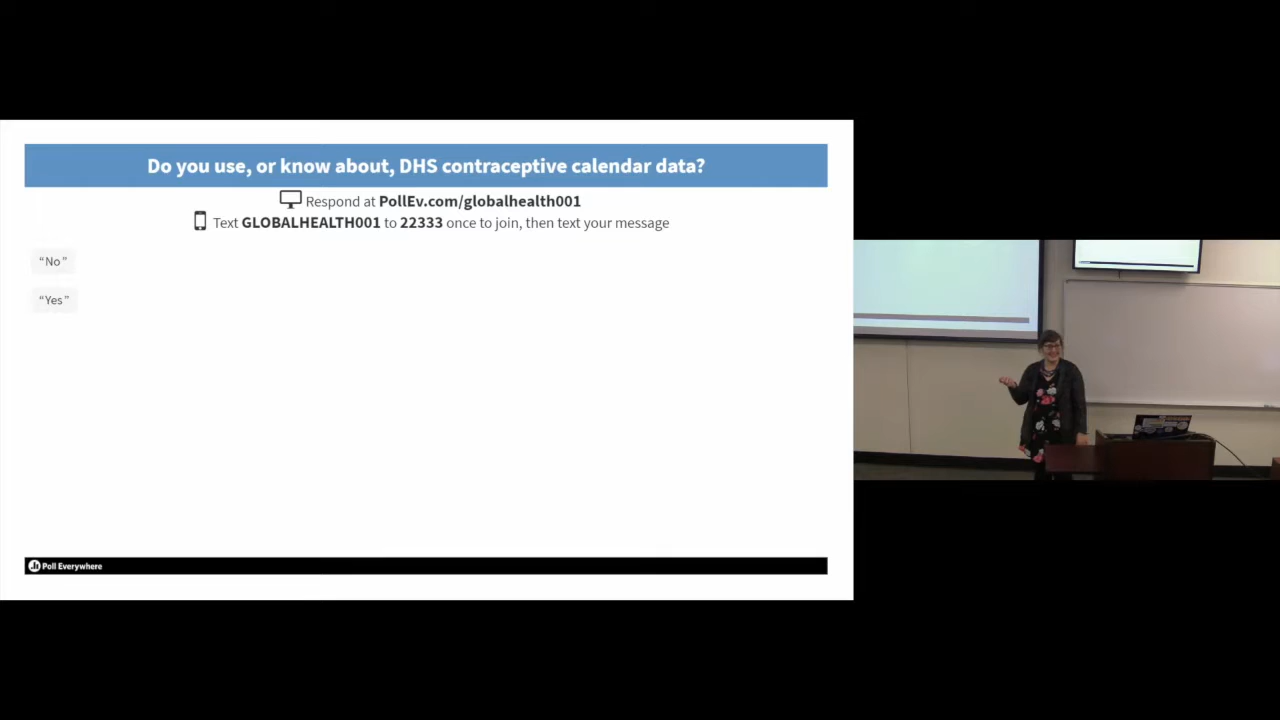 Do you use, or know about, DHS contraceptive calendar data?
Respond at PollEv.com/globalhealth001
Text GLOBALHEALTH001 to 22333 once to join, then text your message
“No”
“Yes”
Poll Everywhere